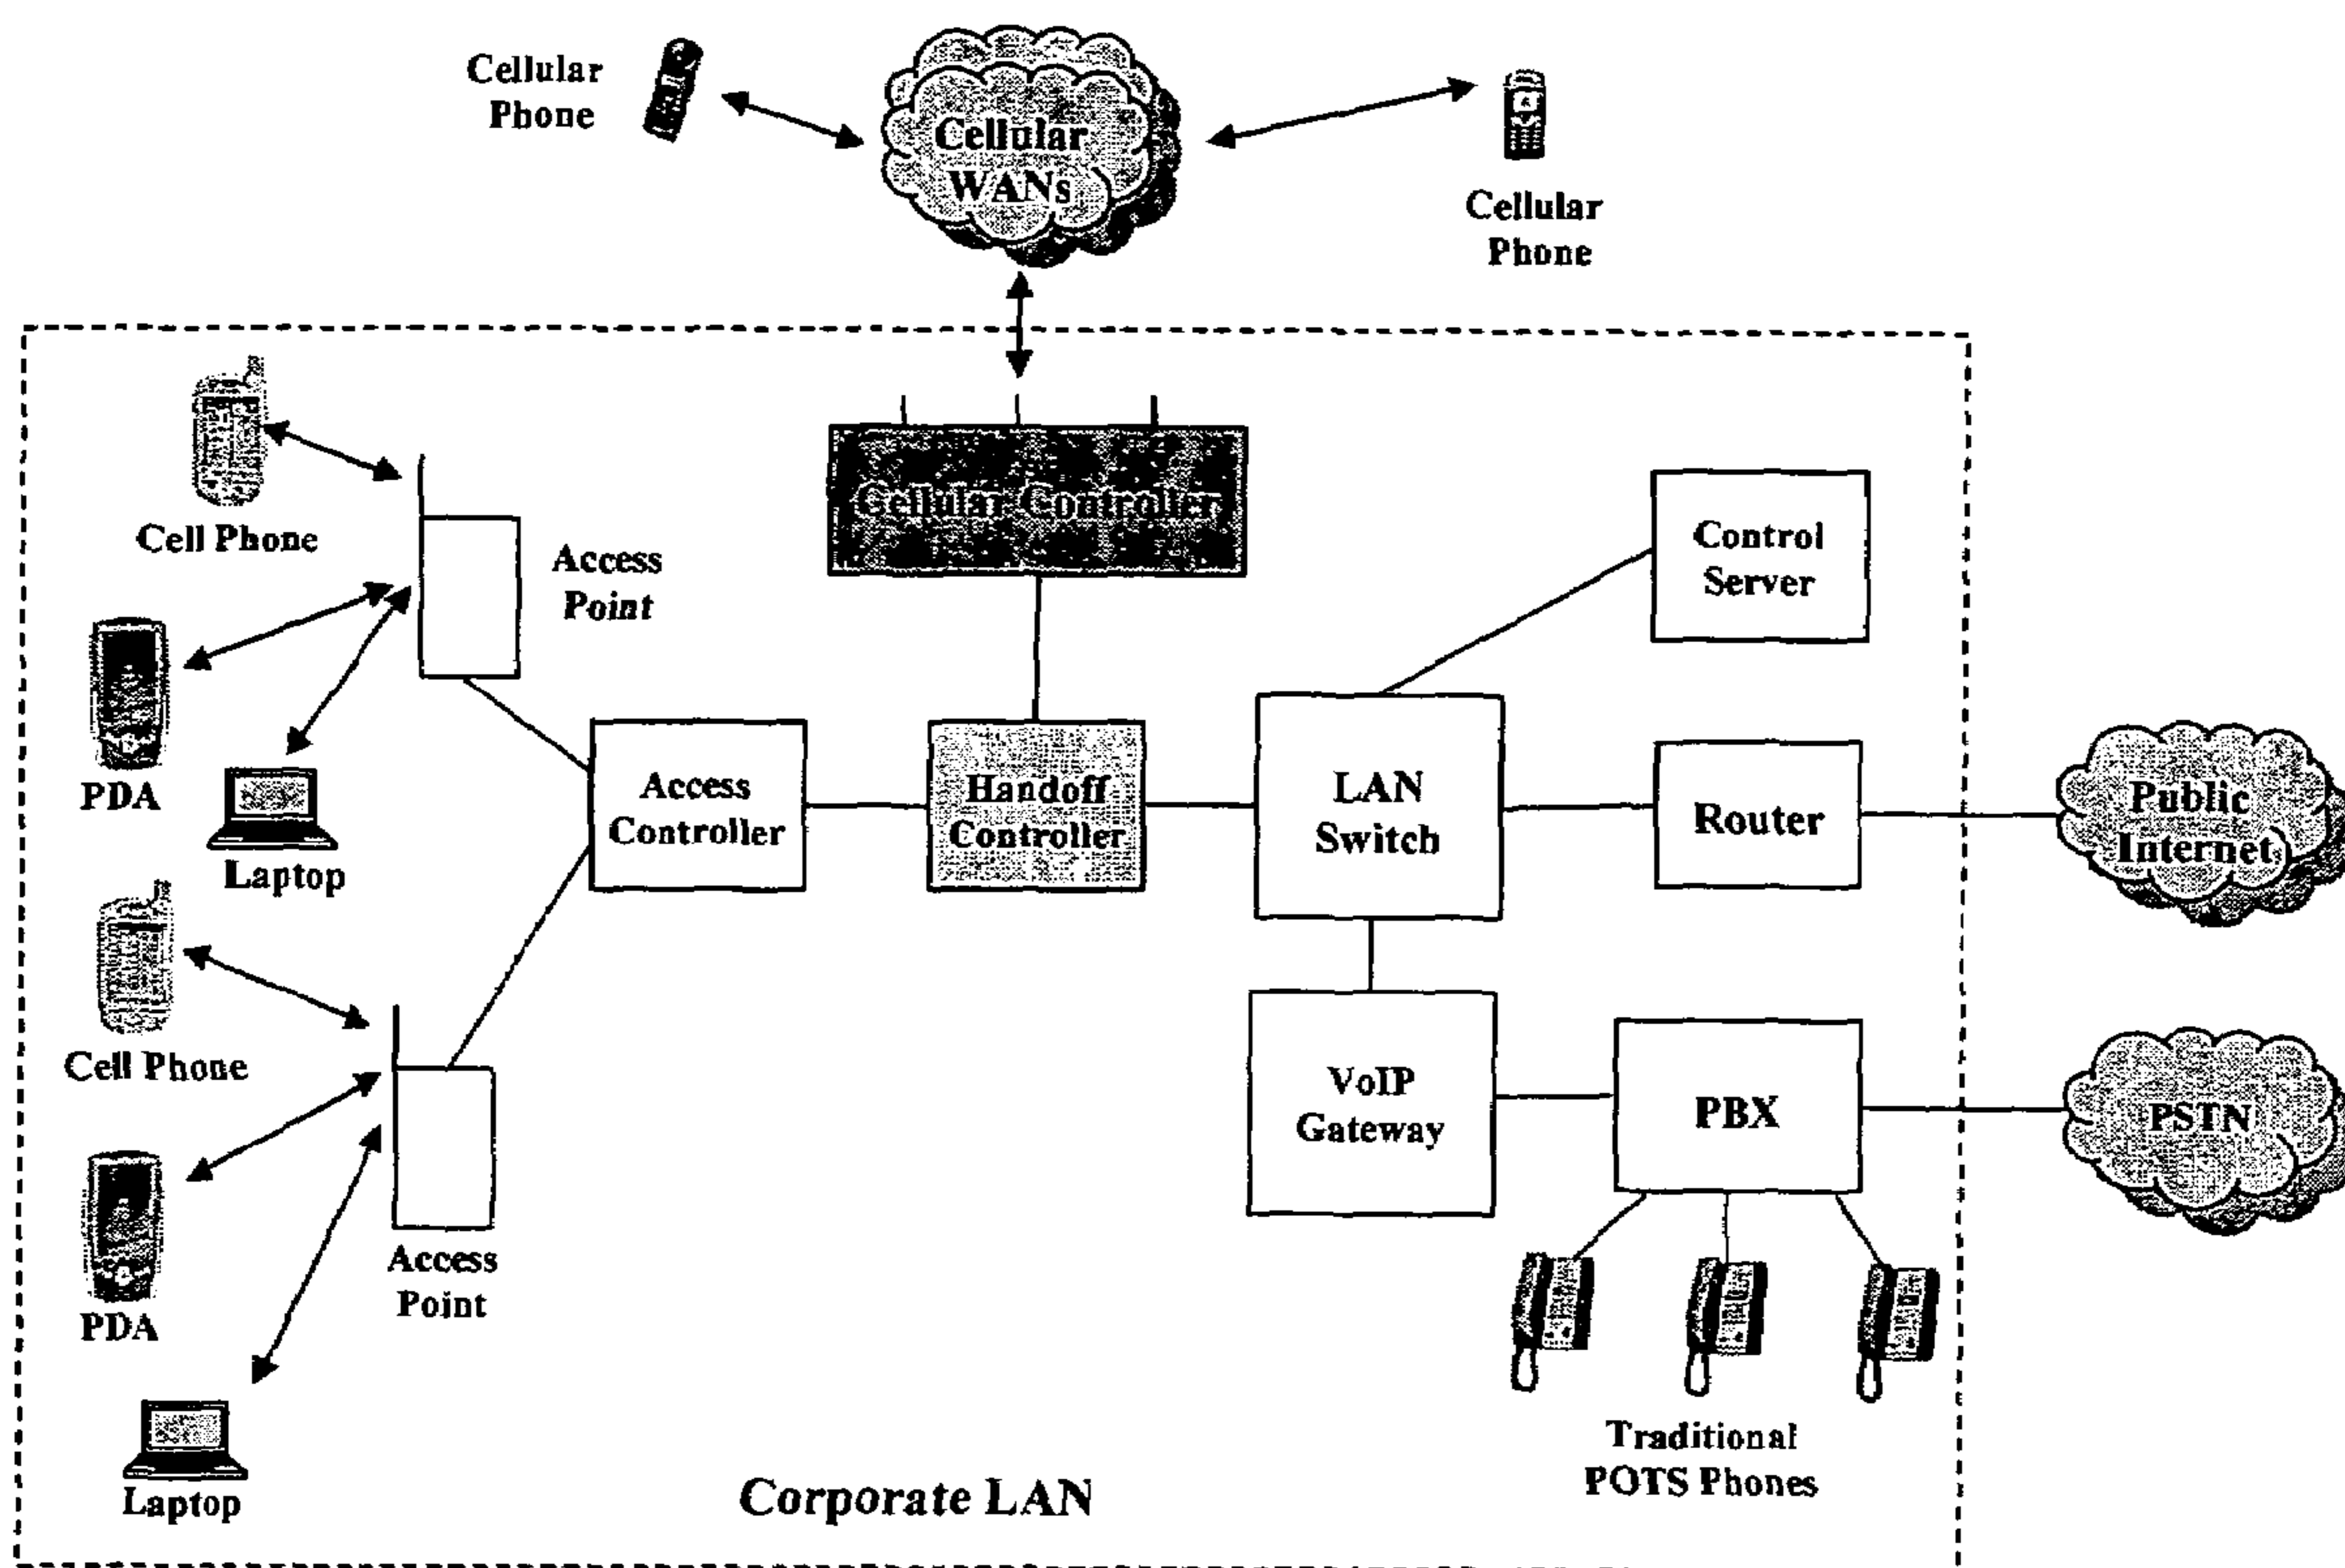 Cellular
Phone
Cellular
WANs
Cellular
Phone
Cellular Controller
Cell Phone
Access
Point
Control
Server
PDA
Laptop
Access
Controller
Handoff
Controller
LAN
Switch
Router
Public
Internet
Cell Phone
VoIP
Gateway
PBX
PSTN
Access
Point
PDA
Laptop
Traditional
POTS Phones
Corporate LAN